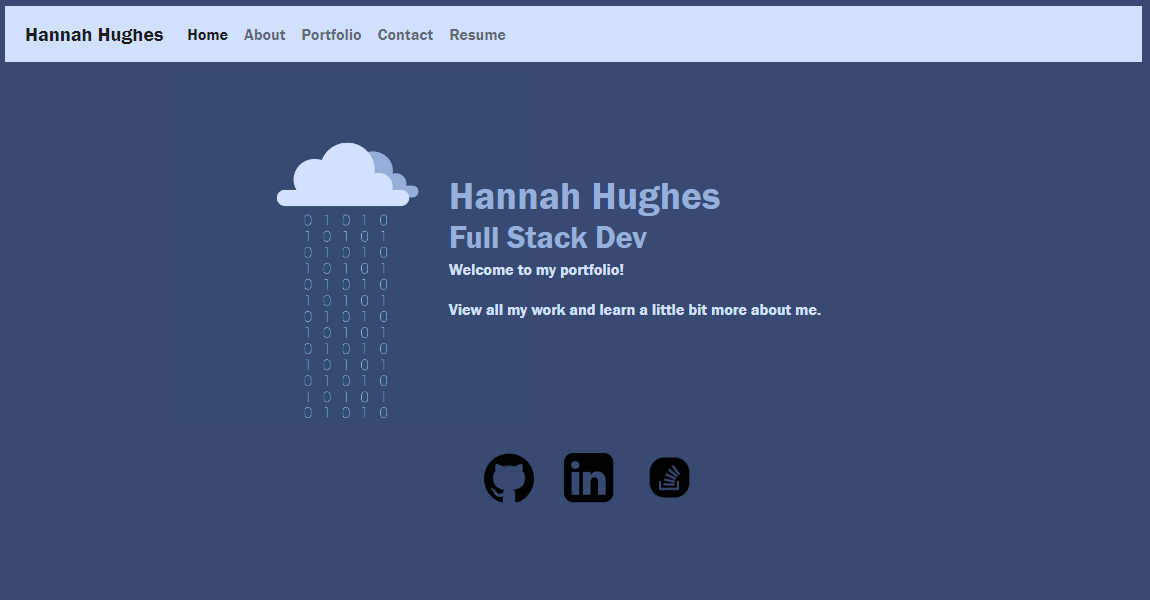 Hannah Hughes Home About Portfolio Contact Resume
Hannah Hughes
Full Stack Dev
Welcome to my portfolio!
View all my work and learn a little bit more about me.
0 1 0 1 0
1 0 1 0 1
0 1 0 1 0
1 0 1 0 1
0 1 0 1 0
1 0 1 0 1
0 1 0 1 0
1 0 1 0 1
0 1 0 1 0
1 0 1 0 1
0 1 0 1 0
1 0 1 0 1
0 1 0 1 0
in